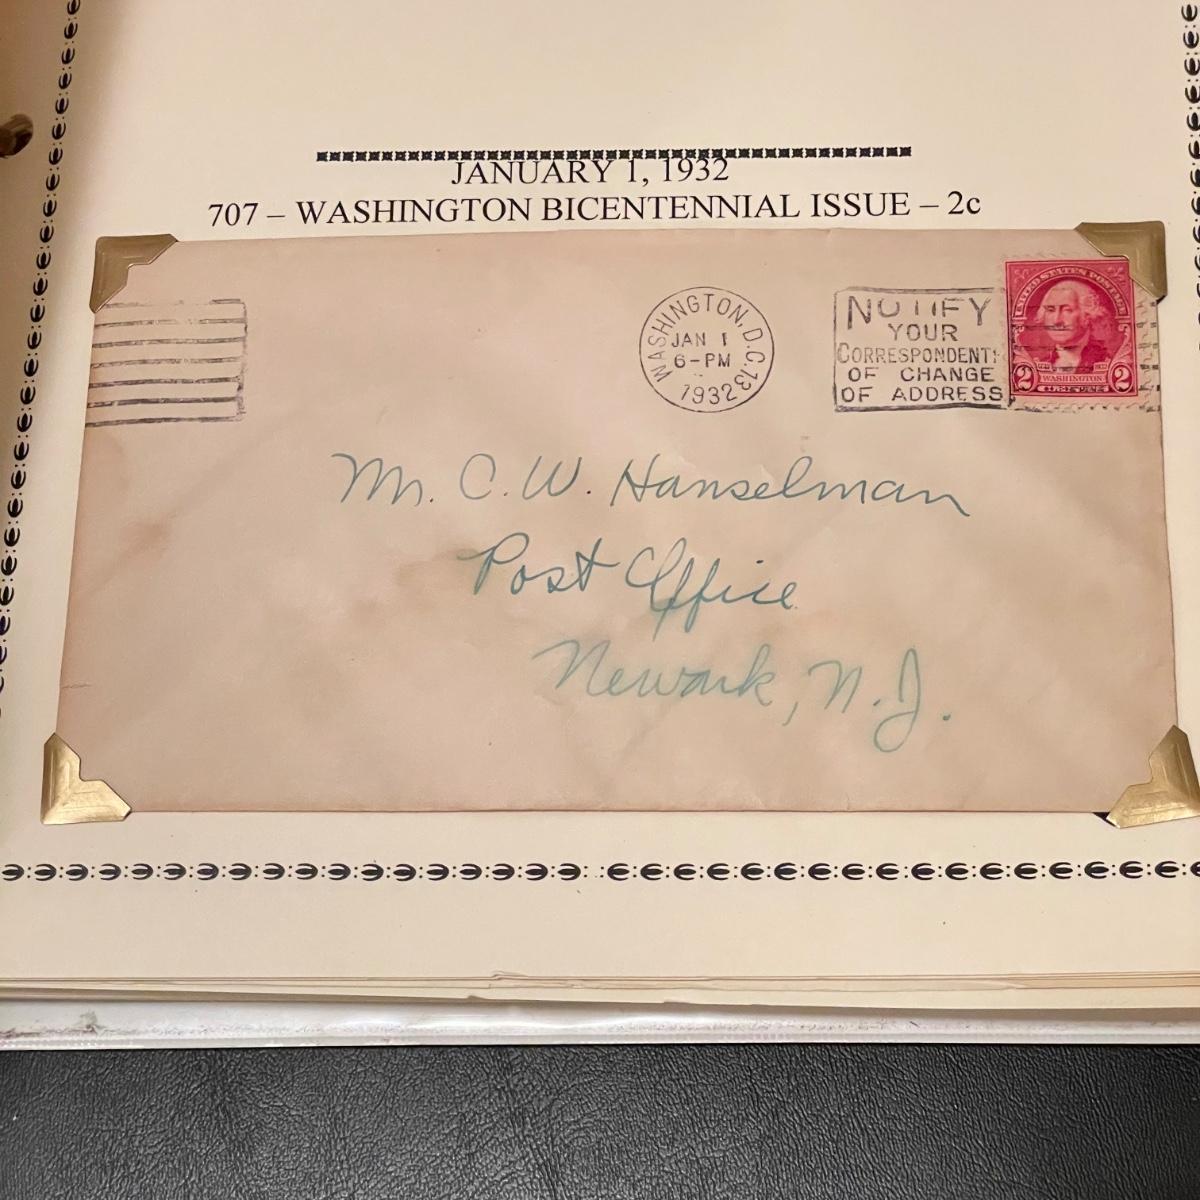 JANUARY 1, 1932
707 – WASHINGTON BICENTENNIAL ISSUE – 2c
WASHINGTON, D.C. 13
JAN 1
6-PM
1932
NOTIFY
YOUR
CORRESPONDENTS
OF CHANGE
OF ADDRESS
UNITED STATES POSTAGE
2 WASHINGTON 2
Mr. C. W. Hanselman
Post Office
Newark, N. J.